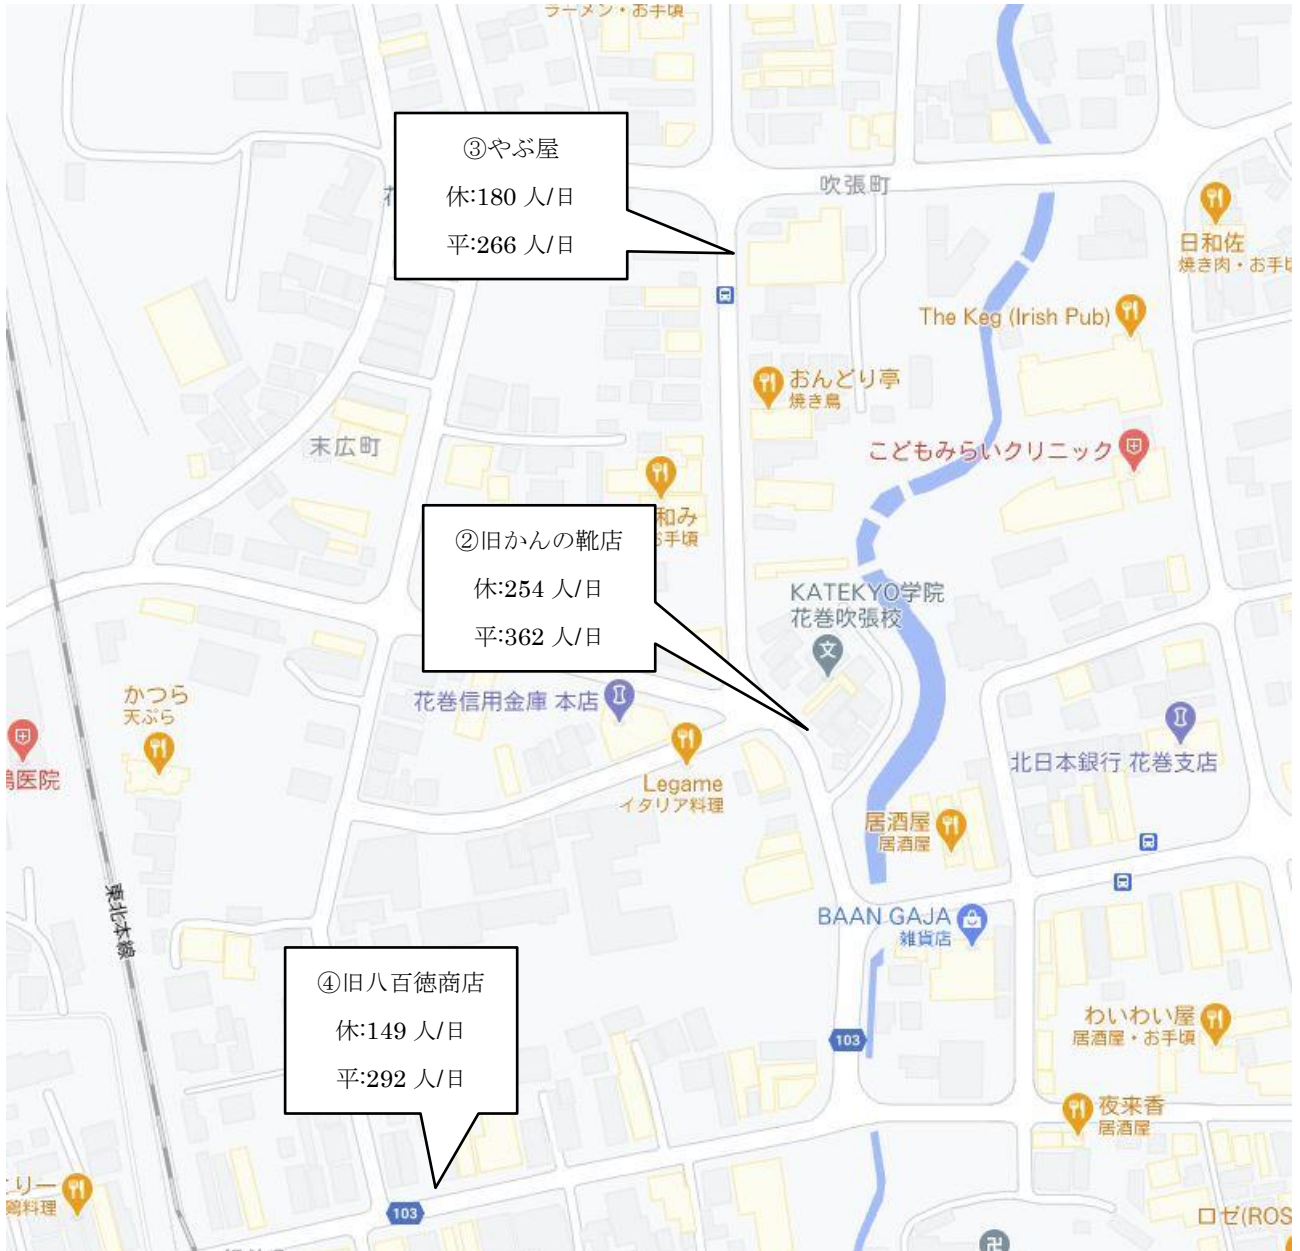 ラーメン・お手頃
③やぶ屋
休:180 人/日
平:266 人/日
花
吹張町
日和佐
焼き肉・お手頃
The Keg (Irish Pub)
おんどり亭
焼き鳥
こどもみらいクリニック
末広町
和み
お手頃
②旧かんの靴店
休:254 人/日
平:362 人/日
KATEKYO学院
花巻吹張校
かつら
天ぷら
花巻信用金庫 本店
医院
Legame
イタリア料理
北日本銀行 花巻支店
居酒屋
居酒屋
東北本線
BAAN GAJA
雑貨店
④旧八百徳商店
休:149 人/日
平:292 人/日
わいわい屋
居酒屋・お手頃
103
夜来香
居酒屋
リー
鶏料理
103
ロゼ(ROS